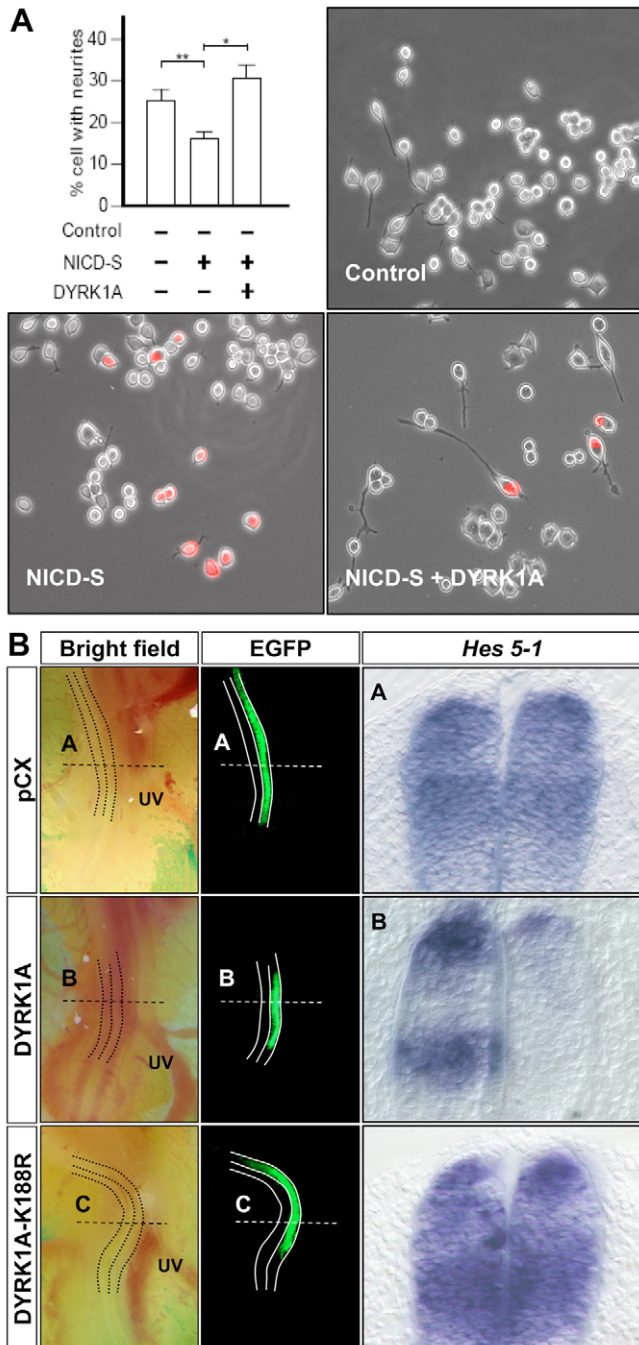 A
% cell with neurites
40
30
20
10
0
**
*
Control – – –
NICD-S – + +
DYRK1A – – +
Control
NICD-S
NICD-S + DYRK1A
B
Bright field
EGFP
Hes 5-1
pCX
A
UV
A
A
DYRK1A
B
UV
B
B
DYRK1A-K188R
C
UV
C